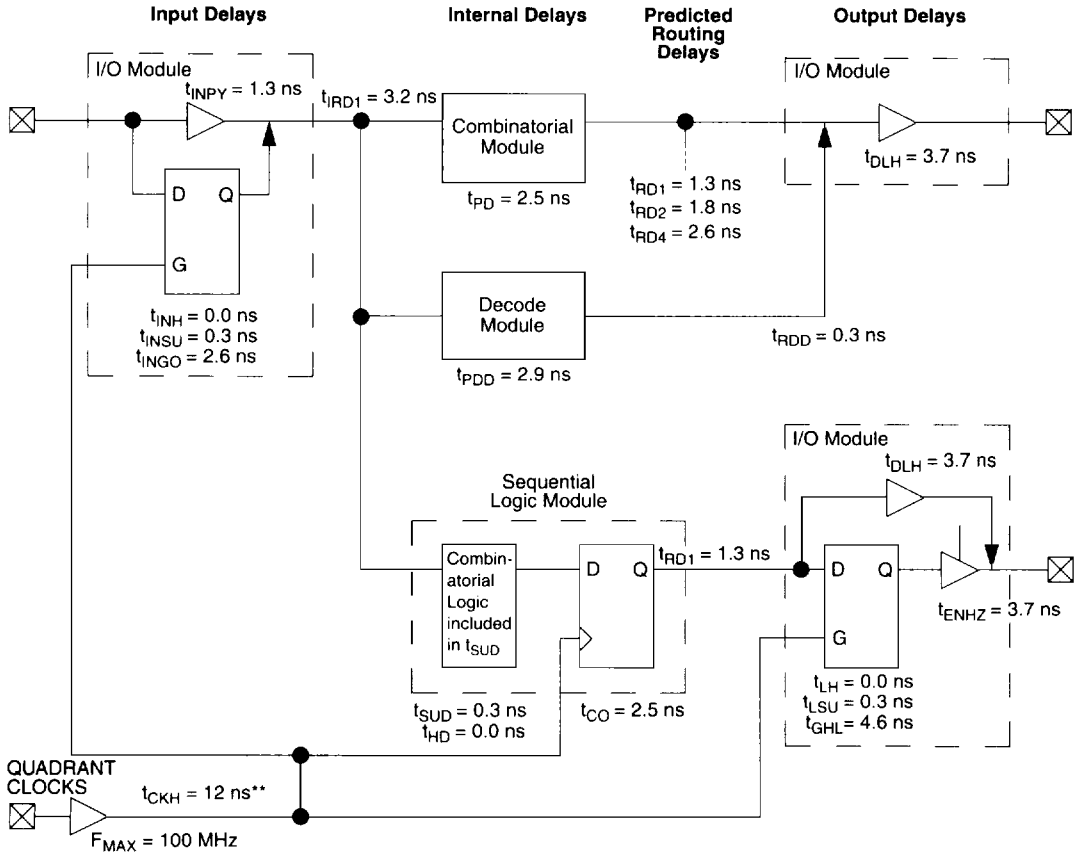 Input Delays
Internal Delays
Predicted
Routing
Delays
Output Delays
I/O Module
tINPY = 1.3 ns
tIRD1 = 3.2 ns
Combinatorial
Module
I/O Module
tDLH = 3.7 ns
D Q
G
tPD = 2.5 ns
tRD1 = 1.3 ns
tRD2 = 1.8 ns
tRD4 = 2.6 ns
tINH = 0.0 ns
tINSU = 0.3 ns
tINGO = 2.6 ns
Decode
Module
tRDD = 0.3 ns
tPDD = 2.9 ns
I/O Module
tDLH = 3.7 ns
Sequential
Logic Module
Combin-
atorial
Logic
included
in tSUD
D Q
tRD1 = 1.3 ns
D Q
G
tENHZ = 3.7 ns
tSUD = 0.3 ns
tHD = 0.0 ns
tCO = 2.5 ns
tLH = 0.0 ns
tLSU = 0.3 ns
tGHL = 4.6 ns
QUADRANT
CLOCKS
tCKH = 12 ns**
FMAX = 100 MHz